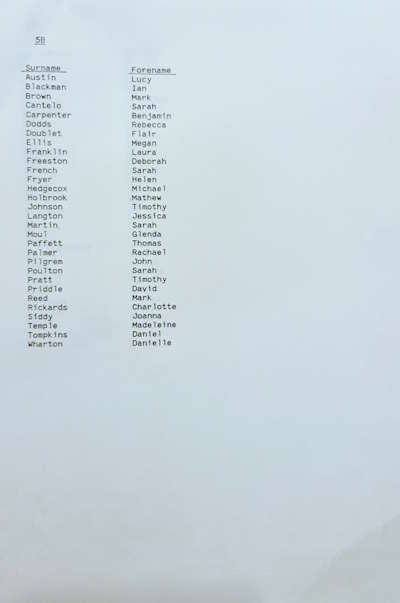 5B
Surname Forename
Austin Lucy
Blackman Ian
Brown Mark
Cantelo Sarah
Carpenter Benjamin
Dodds Rebecca
Doublet Flair
Ellis Megan
Franklin Laura
Freeston Deborah
French Sarah
Fryer Helen
Hedgecox Michael
Holbrook Mathew
Johnson Timothy
Langton Jessica
Martin Sarah
Moul Glenda
Paffett Thomas
Palmer Rachael
Pilgrem John
Poulton Sarah
Pratt Timothy
Priddle David
Reed Mark
Rickards Charlotte
Siddy Joanna
Temple Madeleine
Tompkins Daniel
Wharton Danielle